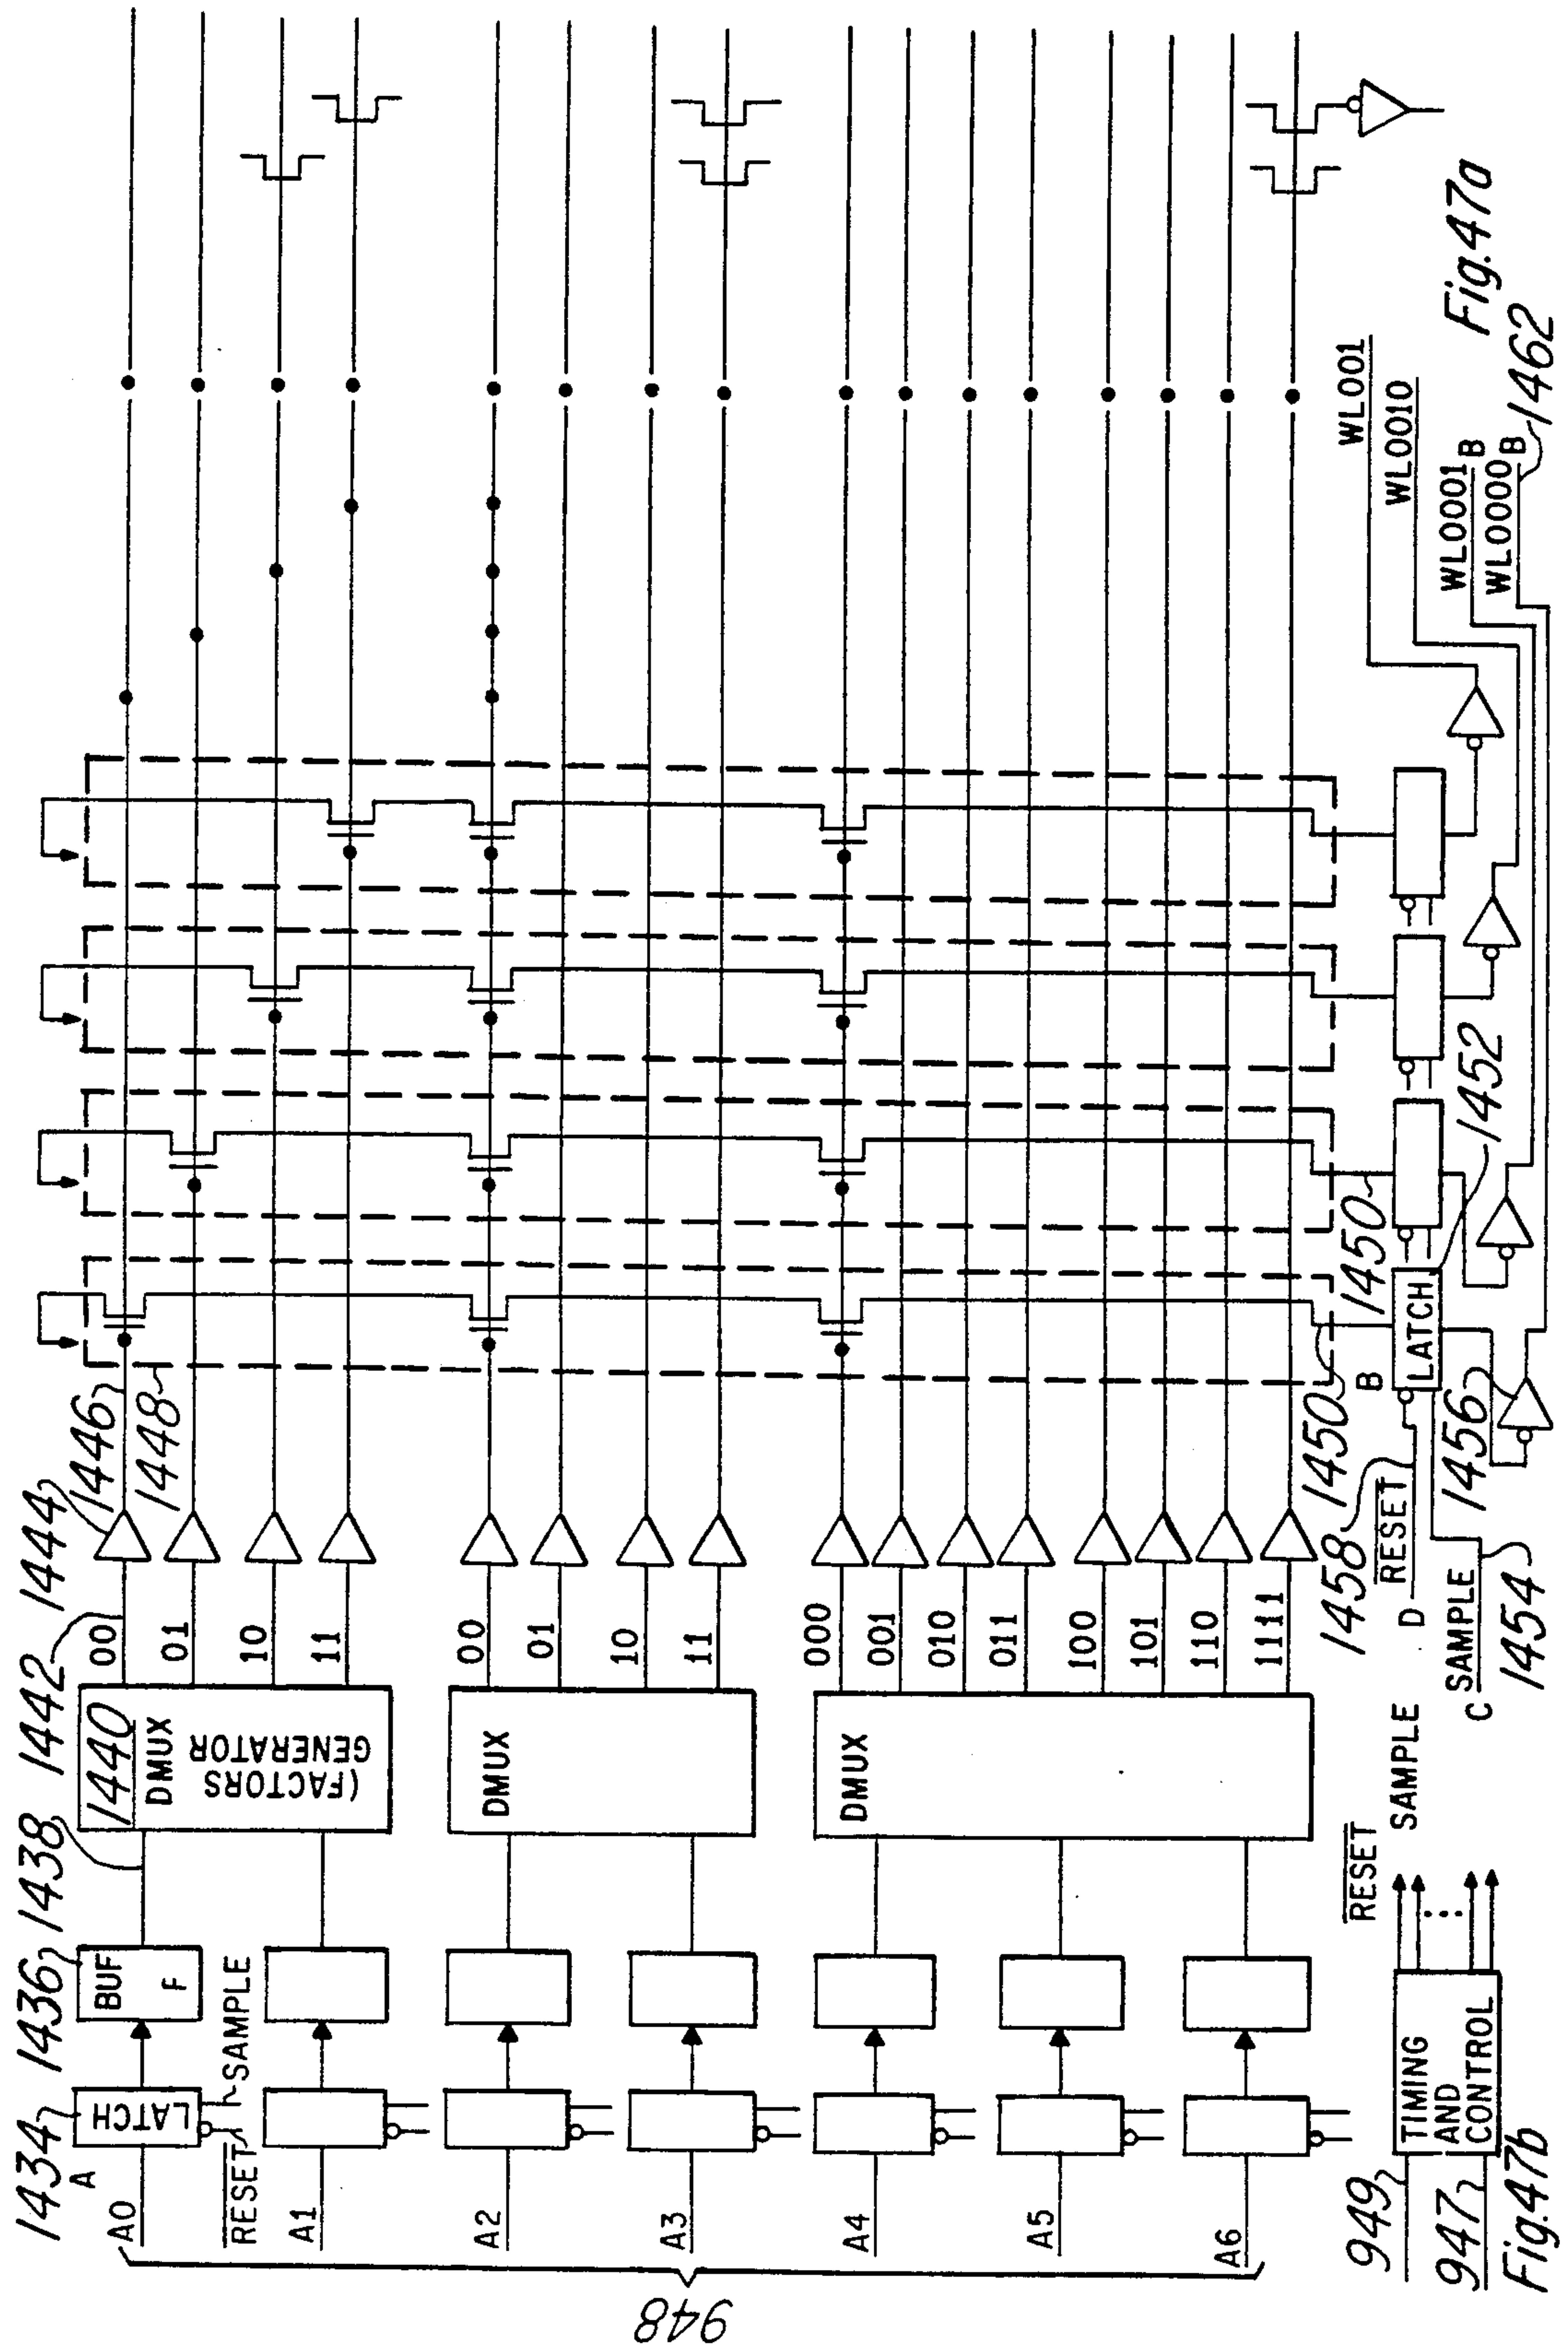 948
A0
A1
A2
A3
A4
A5
A6
1434
A
LATCH
RESET
SAMPLE
1436
BUF
F
1438
1440
DMUX
(FACTORS
GENERATOR
DMUX
DMUX
1442
00
01
10
11
00
01
10
11
000
001
010
011
100
101
110
1111
1444
1446
1448
1450
1450
B
LATCH
1452
1458
D RESET
C SAMPLE
1454
1456
WL001
WL0010
WL0001B
WL0000B
1462
Fig.47a
RESET
SAMPLE
TIMING
AND
CONTROL
949
947
Fig.47b